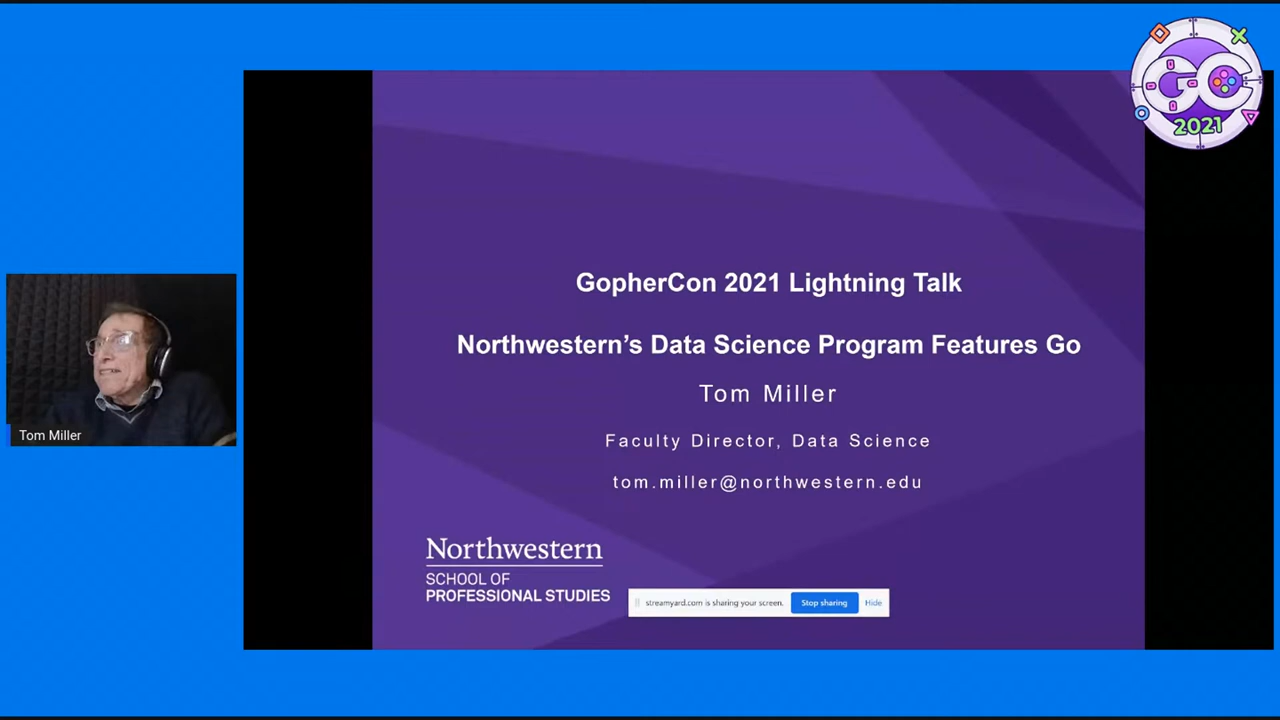 GC
2021
GopherCon 2021 Lightning Talk
Northwestern’s Data Science Program Features Go
Tom Miller
Faculty Director, Data Science
tom.miller@northwestern.edu
Tom Miller
Northwestern
SCHOOL OF
PROFESSIONAL STUDIES
streamyard.com is sharing your screen. Stop sharing Hide